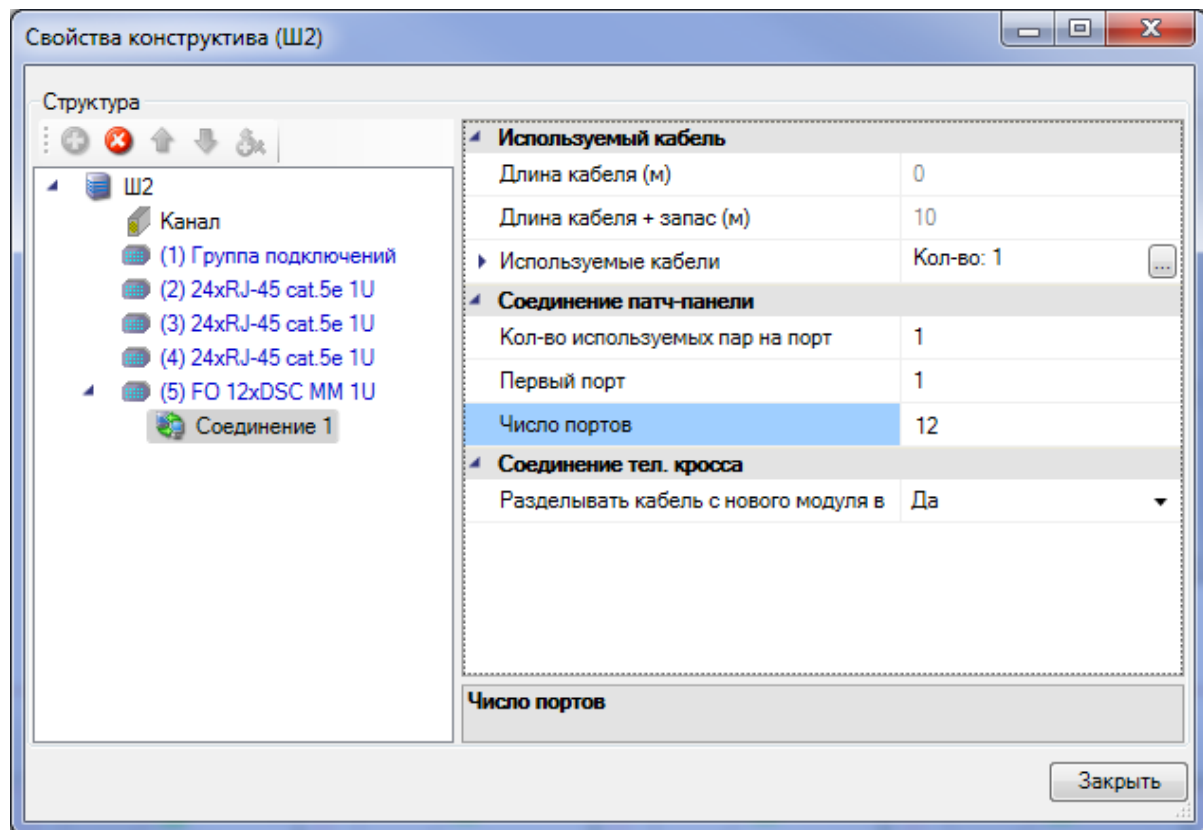 Свойства конструктива (Ш2)
Структура
Ш2
Канал
(1) Группа подключений
(2) 24xRJ-45 cat.5e 1U
(3) 24xRJ-45 cat.5e 1U
(4) 24xRJ-45 cat.5e 1U
(5) FO 12xDSC MM 1U
Соединение 1
Используемый кабель
Длина кабеля (м) 0
Длина кабеля + запас (м) 10
Используемые кабели Кол-во: 1 ...
Соединение патч-панели
Кол-во используемых пар на порт 1
Первый порт 1
Число портов 12
Соединение тел. кросса
Разделывать кабель с нового модуля в Да
Число портов
Закрыть